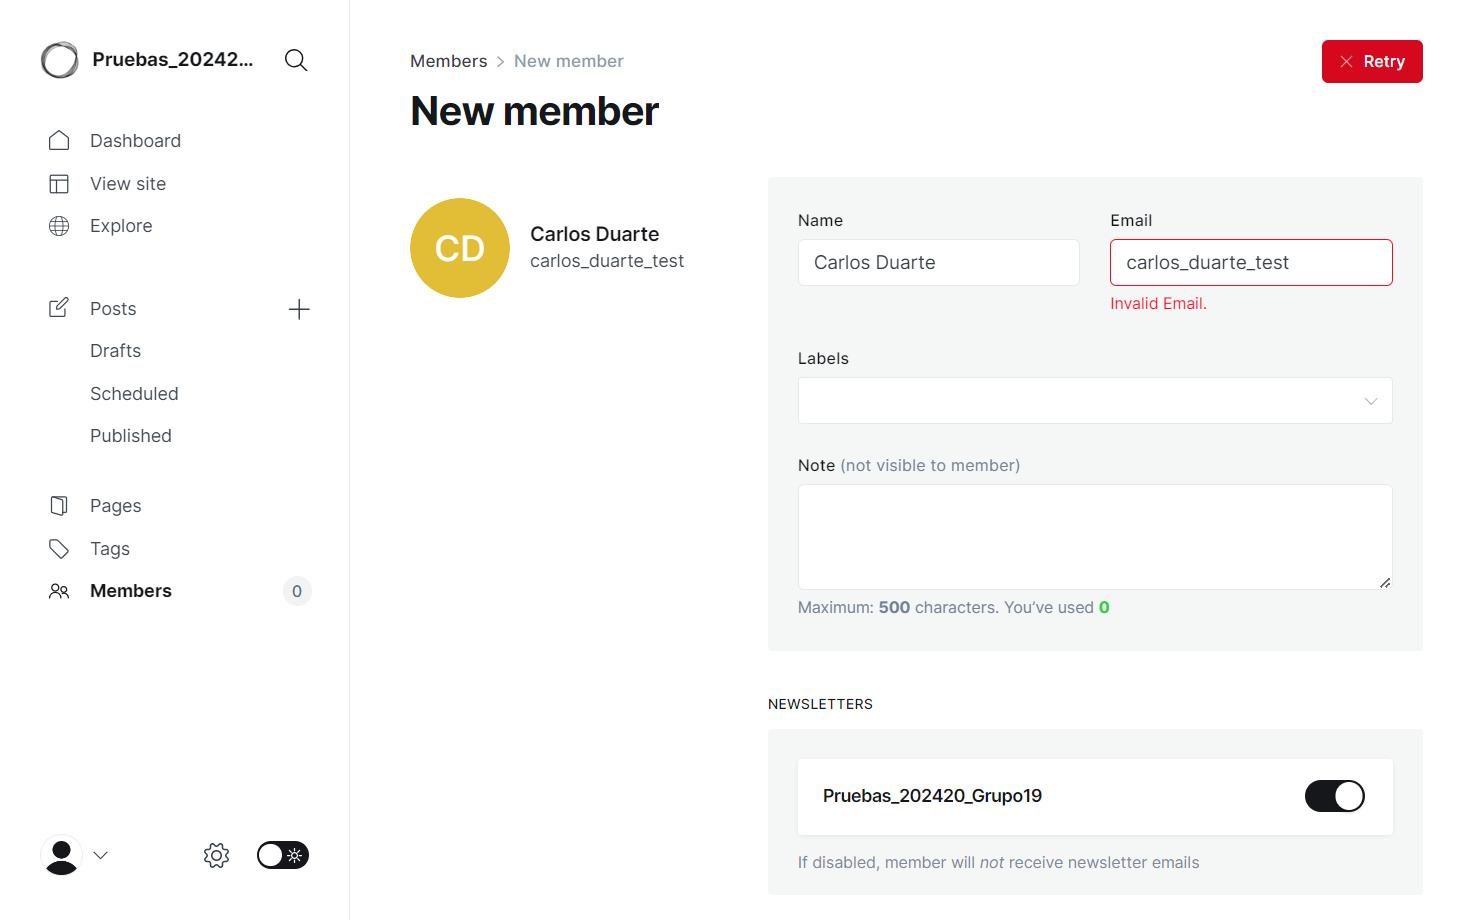 Pruebas_20242...
Dashboard
View site
Explore
Posts
Drafts
Scheduled
Published
Pages
Tags
Members
0
Members > New member
Retry
New member
CD
Carlos Duarte
carlos_duarte_test
Name
Carlos Duarte
Email
carlos_duarte_test
Invalid Email.
Labels
Note (not visible to member)
Maximum: 500 characters. You’ve used 0
NEWSLETTERS
Pruebas_202420_Grupo19
If disabled, member will not receive newsletter emails